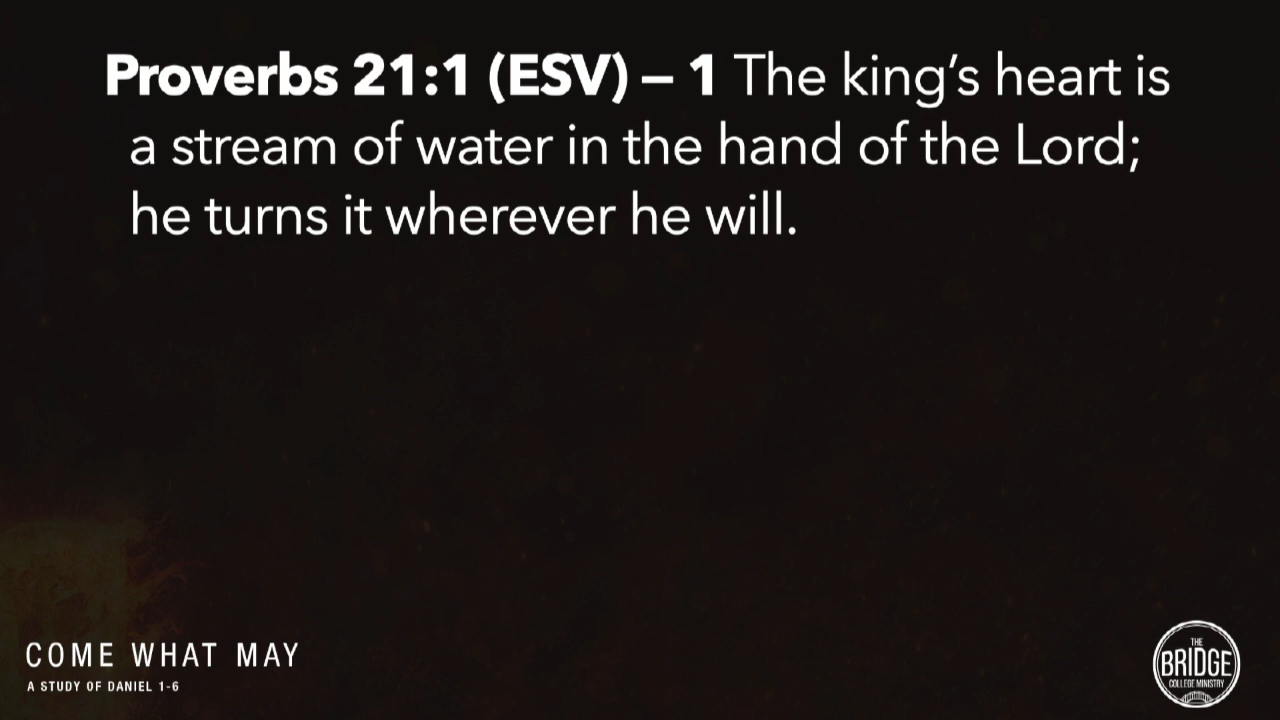 Proverbs 21:1 (ESV) – 1 The king’s heart is
a stream of water in the hand of the Lord;
he turns it wherever he will.
COME WHAT MAY
A STUDY OF DANIEL 1-6
THE
BRIDGE
COLLEGE MINISTRY